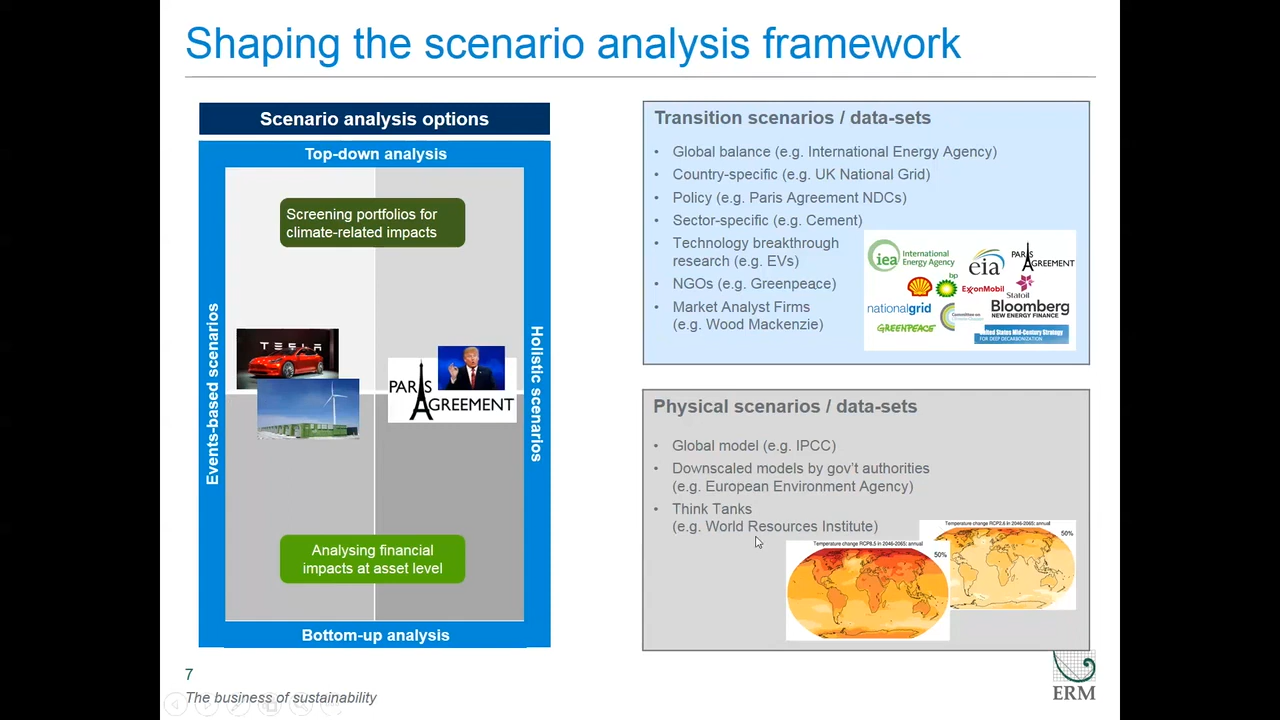 Shaping the scenario analysis framework
Scenario analysis options
Top-down analysis
Events-based scenarios
Holistic scenarios
Screening portfolios for
climate-related impacts
TESLA
PARIS
AGREEMENT
Analysing financial
impacts at asset level
Bottom-up analysis
Transition scenarios / data-sets
• Global balance (e.g. International Energy Agency)
• Country-specific (e.g. UK National Grid)
• Policy (e.g. Paris Agreement NDCs)
• Sector-specific (e.g. Cement)
• Technology breakthrough
research (e.g. EVs)
• NGOs (e.g. Greenpeace)
• Market Analyst Firms
(e.g. Wood Mackenzie)
iea International
Energy Agency
eia
PARIS
AGREEMENT
bp
ExxonMobil
Statoil
nationalgrid
Committee on
Bloomberg
NEW ENERGY FINANCE
GREENPEACE
United States Mid-Century Strategy
FOR DEEP DECARBONIZATION
Physical scenarios / data-sets
• Global model (e.g. IPCC)
• Downscaled models by gov't authorities
(e.g. European Environment Agency)
• Think Tanks
(e.g. World Resources Institute)
Temperature change RCP2.6 in 2046-2065: annual
50%
Temperature change RCP8.5 in 2046-2065: annual
50%
7
The business of sustainability
ERM